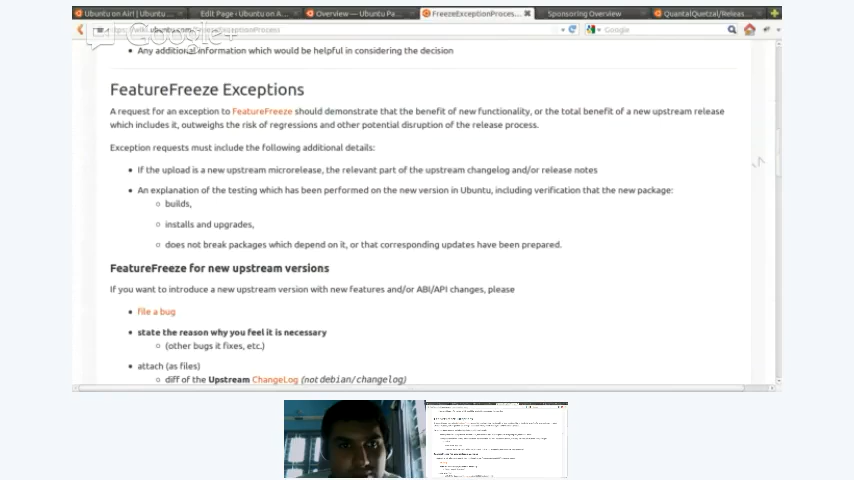 Ubuntu on Air! | Ubuntu... Edit Page ‹ Ubuntu on A... Overview — Ubuntu Pa... FreezeExceptionProces... Sponsoring Overview QuantalQuetzal/Releas...
Google+
Google
Any additional information which would be helpful in considering the decision
FeatureFreeze Exceptions
A request for an exception to FeatureFreeze should demonstrate that the benefit of new functionality, or the total benefit of a new upstream release
which includes it, outweighs the risk of regressions and other potential disruption of the release process.
Exception requests must include the following additional details:
If the upload is a new upstream microrelease, the relevant part of the upstream changelog and/or release notes
An explanation of the testing which has been performed on the new version in Ubuntu, including verification that the new package:
builds,
installs and upgrades,
does not break packages which depend on it, or that corresponding updates have been prepared.
FeatureFreeze for new upstream versions
If you want to introduce a new upstream version with new features and/or ABI/API changes, please
file a bug
state the reason why you feel it is necessary
(other bugs it fixes, etc.)
attach (as files)
diff of the Upstream ChangeLog (not debian/changelog)